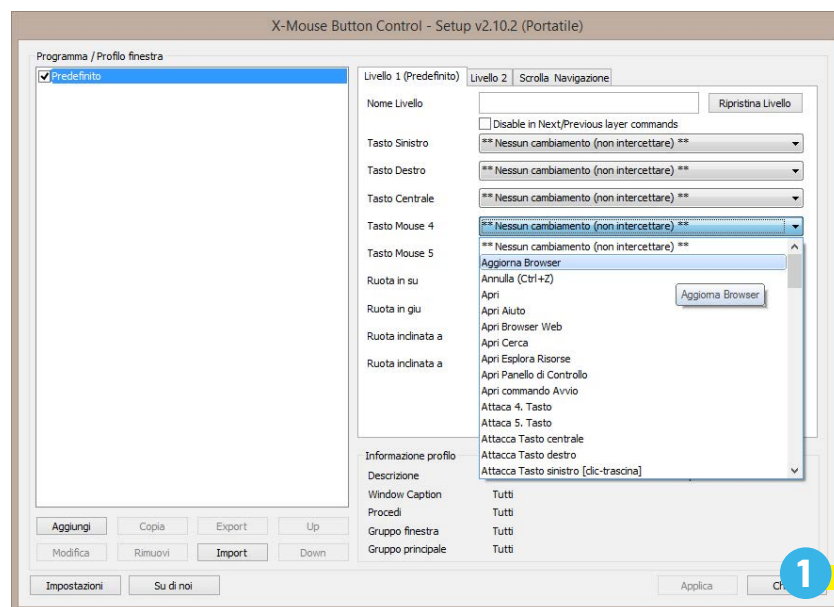 X-Mouse Button Control - Setup v2.10.2 (Portatile)
Programma / Profilo finestra
Predefinito
Livello 1 (Predefinito) Livello 2 Scrolla Navigazione
Nome Livello Ripristina Livello
Disable in Next/Previous layer commands
Tasto Sinistro ** Nessun cambiamento (non intercettare) **
Tasto Destro ** Nessun cambiamento (non intercettare) **
Tasto Centrale ** Nessun cambiamento (non intercettare) **
Tasto Mouse 4 ** Nessun cambiamento (non intercettare) **
Tasto Mouse 5
Ruota in su
Ruota in giu
Ruota indinata a
Ruota indinata a
** Nessun cambiamento (non intercettare) **
Aggiorna Browser
Annulla (Ctrl+Z)
Apri
Aggiorna Browser
Apri Aiuto
Apri Browser Web
Apri Cerca
Apri Esplora Risorse
Apri Panello di Controllo
Apri commando Avvio
Attaca 4. Tasto
Attaca 5. Tasto
Attacca Tasto centrale
Attacca Tasto destro
Attacca Tasto sinistro [clic-trascina]
Informazione profilo
Descrizione
Window Caption Tutti
Procedi Tutti
Gruppo finestra Tutti
Gruppo principale Tutti
Aggiungi Copia Export Up
Modifica Rimuovi Import Down
Impostazioni Su di noi Applica
1